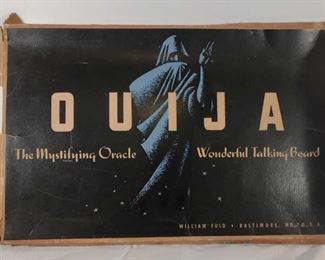 OUIJA
The Mystifying Oracle Wonderful Talking Board
WILLIAM FULD • BALTIMORE, MD., U.S.A.